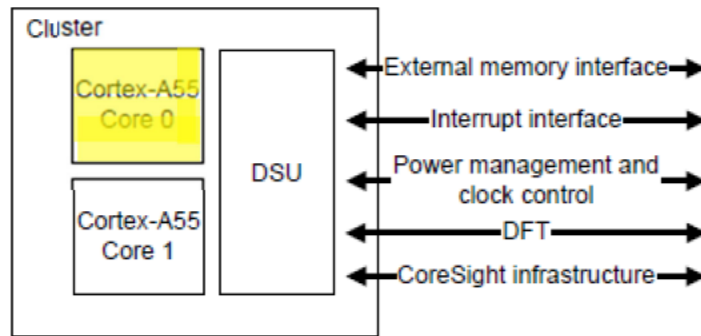 Cluster
Cortex-A55
Core 0
Cortex-A55
Core 1
DSU
External memory interface
Interrupt interface
Power management and
clock control
DFT
CoreSight infrastructure